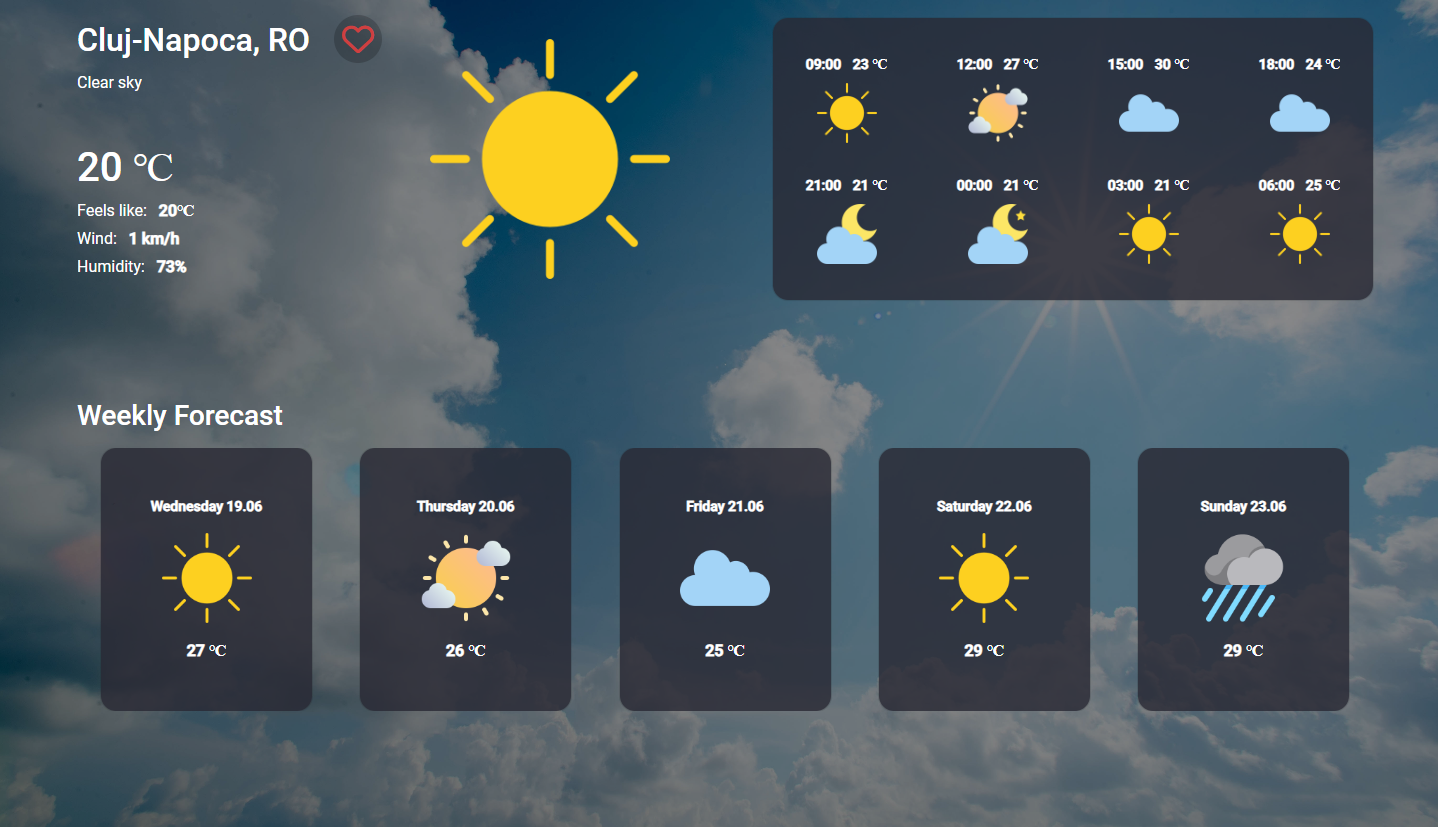 Cluj-Napoca, RO
Clear sky
20 ℃
Feels like: 20℃
Wind: 1 km/h
Humidity: 73%
09:00 23 ℃
12:00 27 ℃
15:00 30 ℃
18:00 24 ℃
21:00 21 ℃
00:00 21 ℃
03:00 21 ℃
06:00 25 ℃
Weekly Forecast
Wednesday 19.06
27 ℃
Thursday 20.06
26 ℃
Friday 21.06
25 ℃
Saturday 22.06
29 ℃
Sunday 23.06
29 ℃